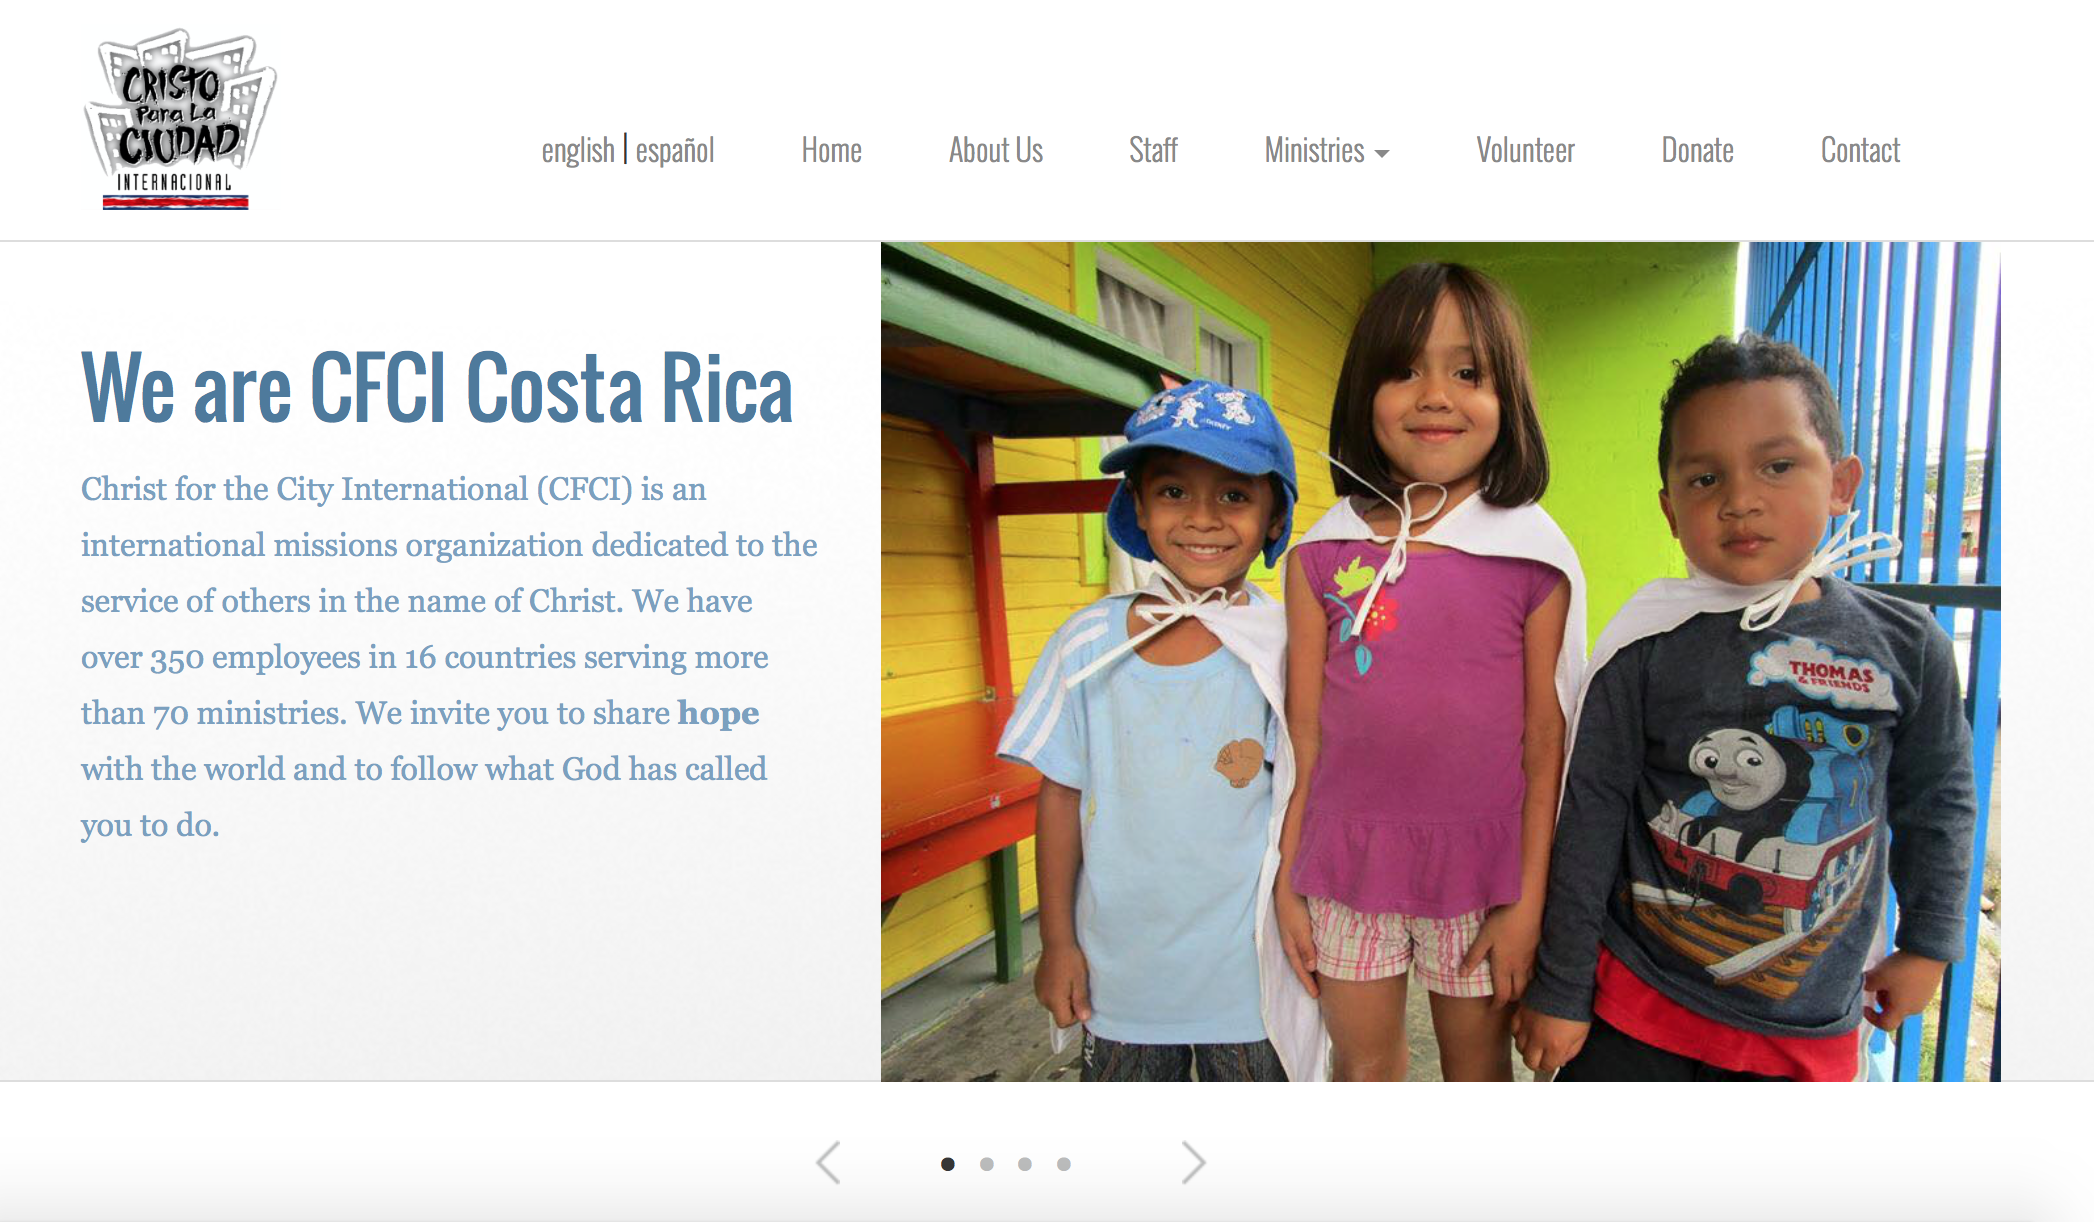 CRISTO
Para La
CIUDAD
INTERNACIONAL
english | español Home About Us Staff Ministries Volunteer Donate Contact
We are CFCI Costa Rica
Christ for the City International (CFCI) is an
international missions organization dedicated to the
service of others in the name of Christ. We have
over 350 employees in 16 countries serving more
than 70 ministries. We invite you to share hope
with the world and to follow what God has called
you to do.
THOMAS
& FRIENDS